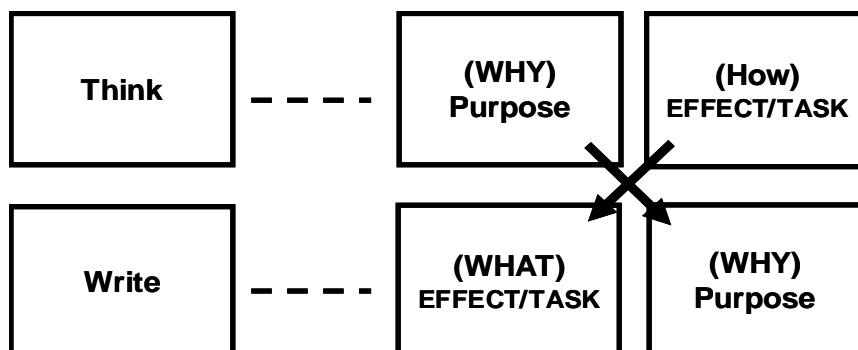 Think
(WHY)
Purpose
(How)
EFFECT/TASK
Write
(WHAT)
EFFECT/TASK
(WHY)
Purpose